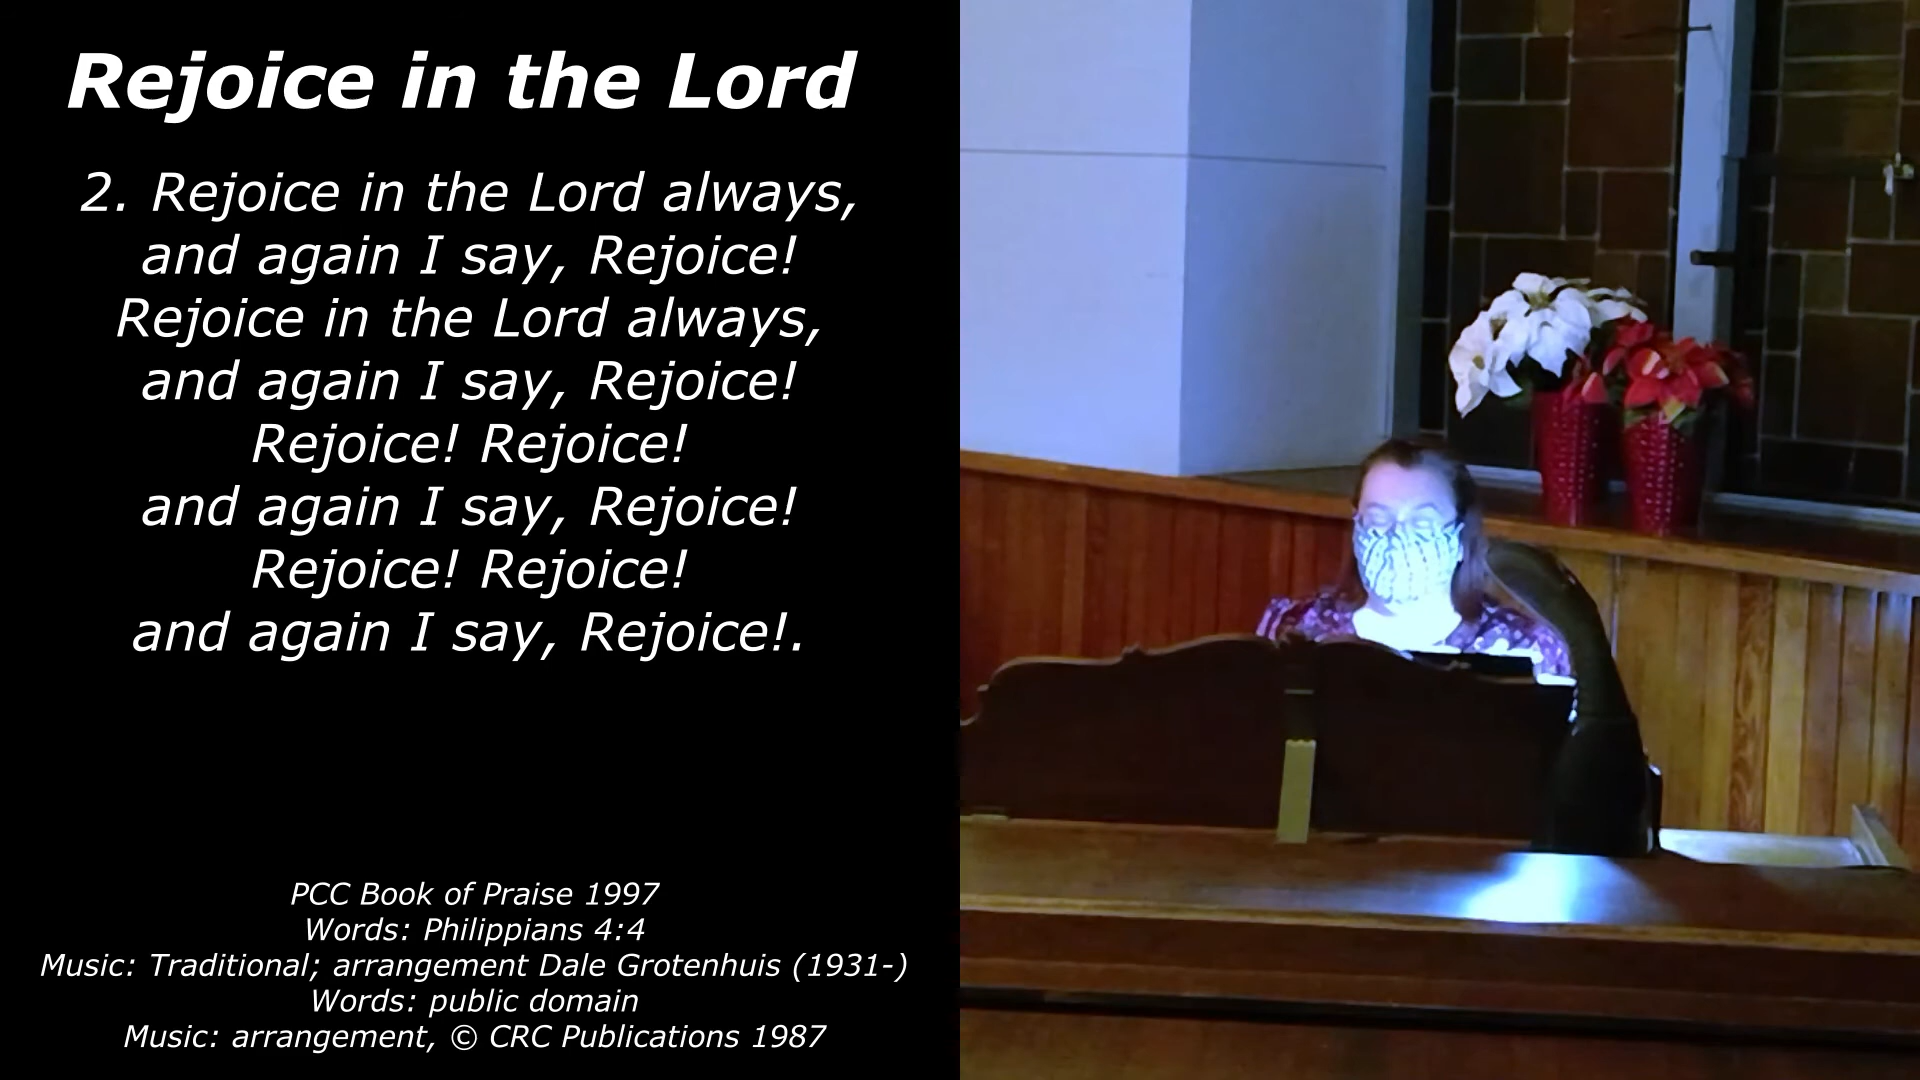 Rejoice in the Lord
2. Rejoice in the Lord always,
and again I say, Rejoice!
Rejoice in the Lord always,
and again I say, Rejoice!
Rejoice! Rejoice!
and again I say, Rejoice!
Rejoice! Rejoice!
and again I say, Rejoice!.
PCC Book of Praise 1997
Words: Philippians 4:4
Music: Traditional; arrangement Dale Grotenhuis (1931-)
Words: public domain
Music: arrangement, © CRC Publications 1987